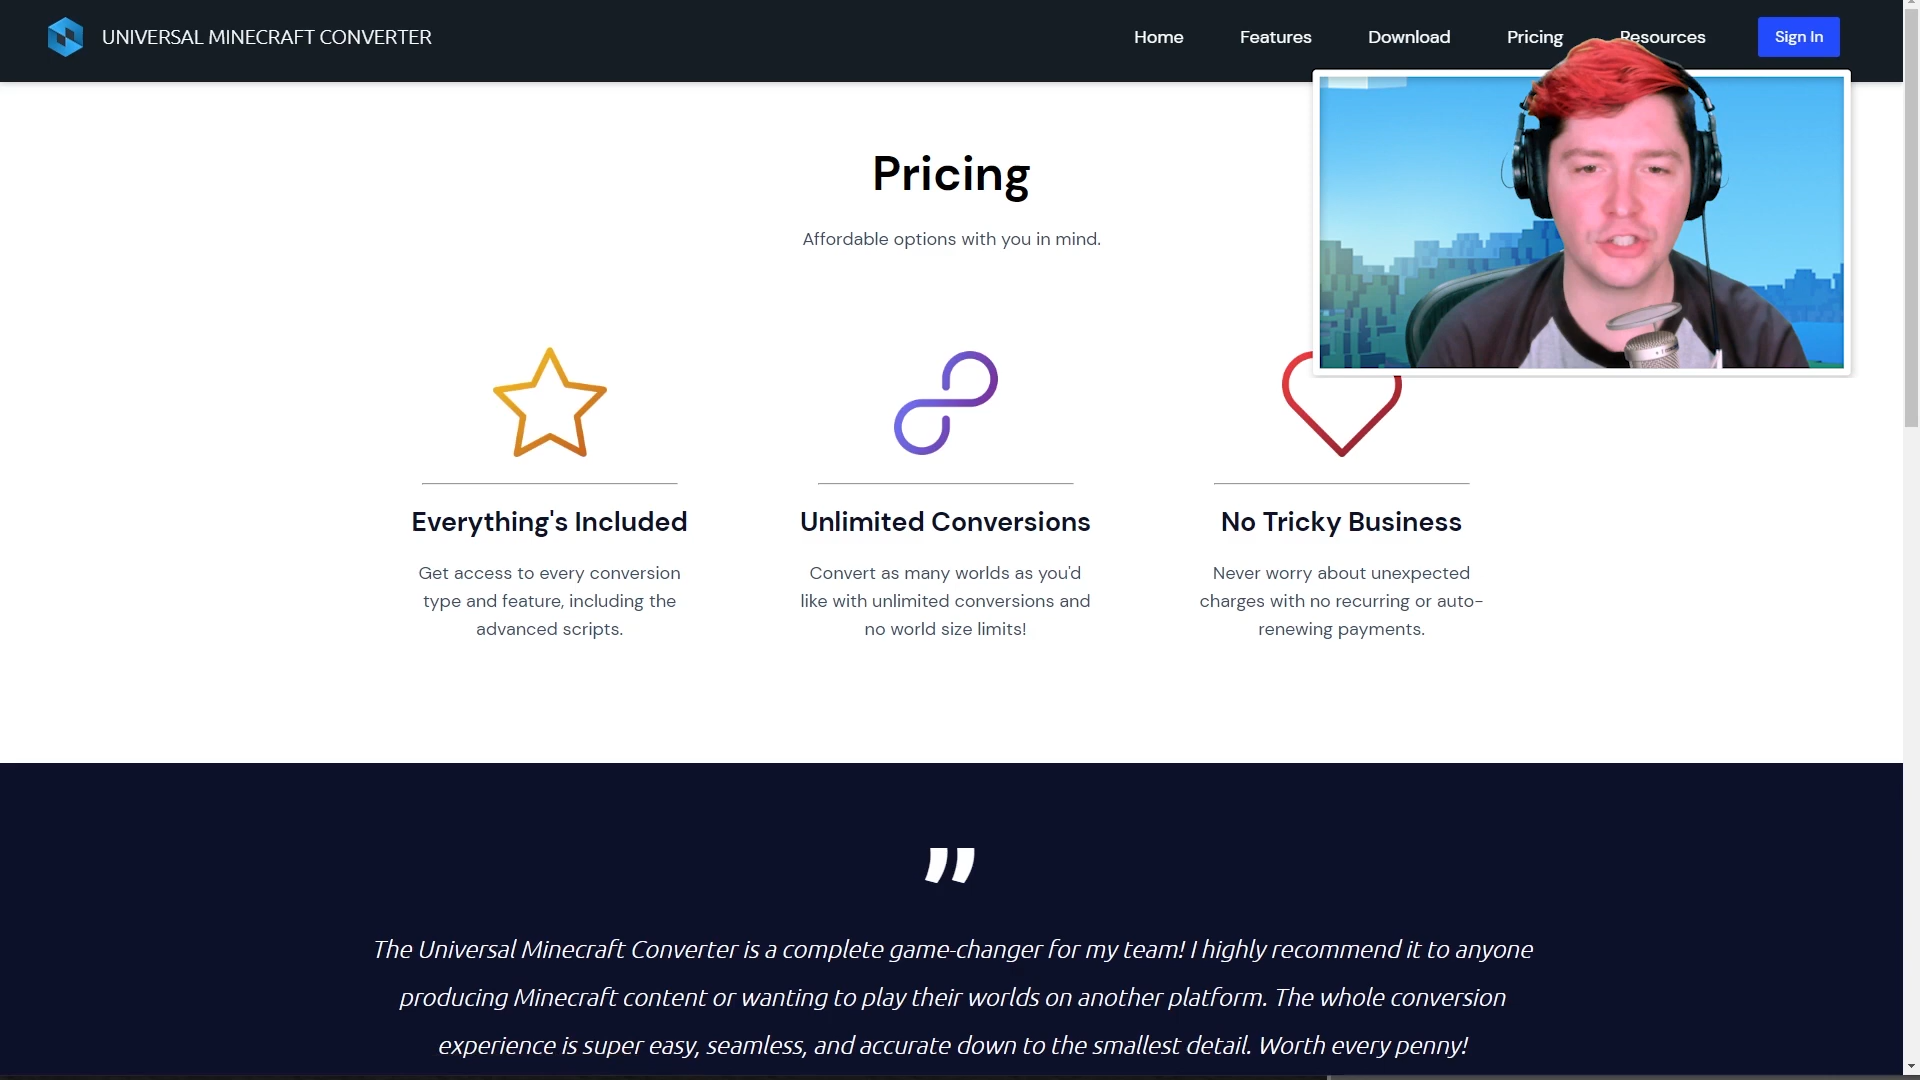 UNIVERSAL MINECRAFT CONVERTER
Home
Features
Download
Pricing
Resources
Sign In
Pricing
Affordable options with you in mind.
Everything's Included
Get access to every conversion
type and feature, including the
advanced scripts.
Unlimited Conversions
Convert as many worlds as you'd
like with unlimited conversions and
no world size limits!
No Tricky Business
Never worry about unexpected
charges with no recurring or auto-
renewing payments.
"
The Universal Minecraft Converter is a complete game-changer for my team! I highly recommend it to anyone
producing Minecraft content or wanting to play their worlds on another platform. The whole conversion
experience is super easy, seamless, and accurate down to the smallest detail. Worth every penny!